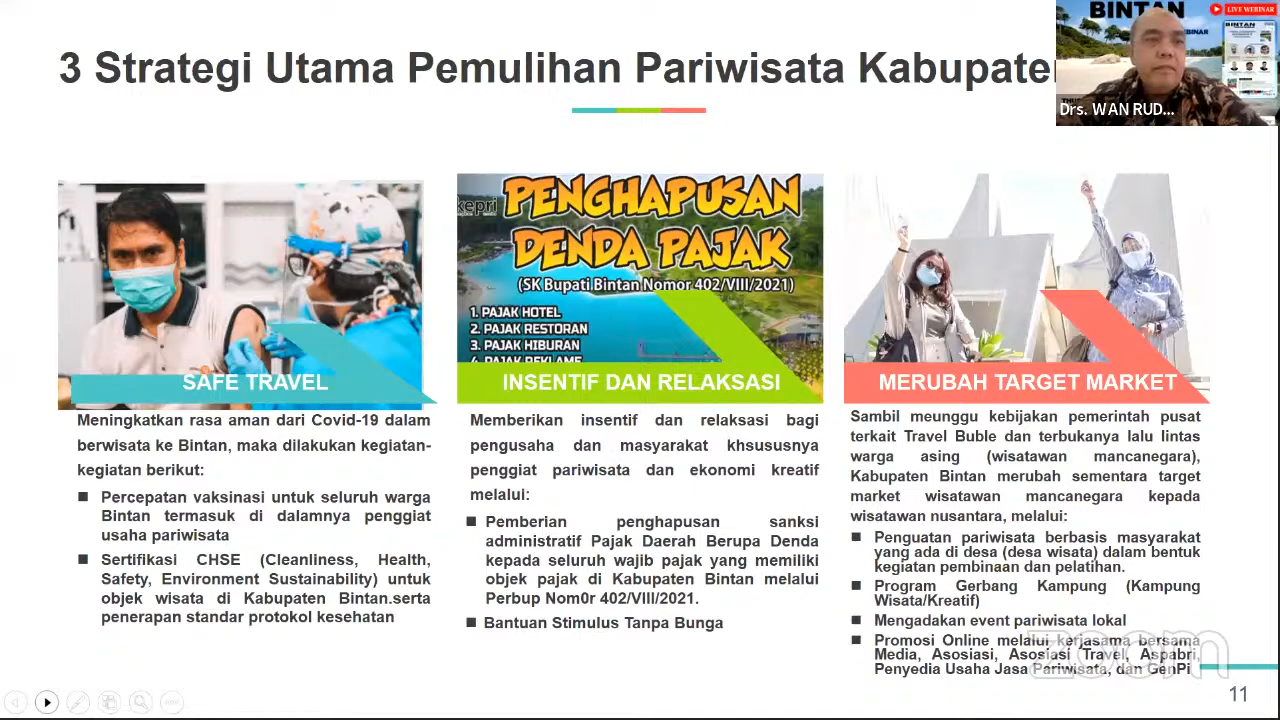 3 Strategi Utama Pemulihan Pariwisata Kabupaten
BINTAN
LIVE WEBINAR
Drs. WAN RUD...
kepri
PENGHAPUSAN
DENDA PAJAK
(SK Bupati Bintan Nomor 402/VIII/2021)
1. PAJAK HOTEL
2. PAJAK RESTORAN
3. PAJAK HIBURAN
4. PAJAK REKLAME
SAFE TRAVEL
Meningkatkan rasa aman dari Covid-19 dalam
berwisata ke Bintan, maka dilakukan kegiatan-
kegiatan berikut:
■ Percepatan vaksinasi untuk seluruh warga
Bintan termasuk di dalamnya penggiat
usaha pariwisata
■ Sertifikasi CHSE (Cleanliness, Health,
Safety, Environment Sustainability) untuk
objek wisata di Kabupaten Bintan.serta
penerapan standar protokol kesehatan
INSENTIF DAN RELAKSASI
Memberikan insentif dan relaksasi bagi
pengusaha dan masyarakat khsususnya
penggiat pariwisata dan ekonomi kreatif
melalui:
■ Pemberian penghapusan sanksi
administratif Pajak Daerah Berupa Denda
kepada seluruh wajib pajak yang memiliki
objek pajak di Kabupaten Bintan melalui
Perbup Nom0r 402/VIII/2021.
■ Bantuan Stimulus Tanpa Bunga
MERUBAH TARGET MARKET
Sambil meunggu kebijakan pemerintah pusat
terkait Travel Buble dan terbukanya lalu lintas
warga asing (wisatawan mancanegara),
Kabupaten Bintan merubah sementara target
market wisatawan mancanegara kepada
wisatawan nusantara, melalui:
■ Penguatan pariwisata berbasis masyarakat
yang ada di desa (desa wisata) dalam bentuk
kegiatan pembinaan dan pelatihan.
■ Program Gerbang Kampung (Kampung
Wisata/Kreatif)
■ Mengadakan event pariwisata lokal
■ Promosi Online melalui kerjasama bersama
Media, Asosiasi, Asosiasi Travel, Aspabri,
Penyedia Usaha Jasa Pariwisata, dan GenPi
zoom
11